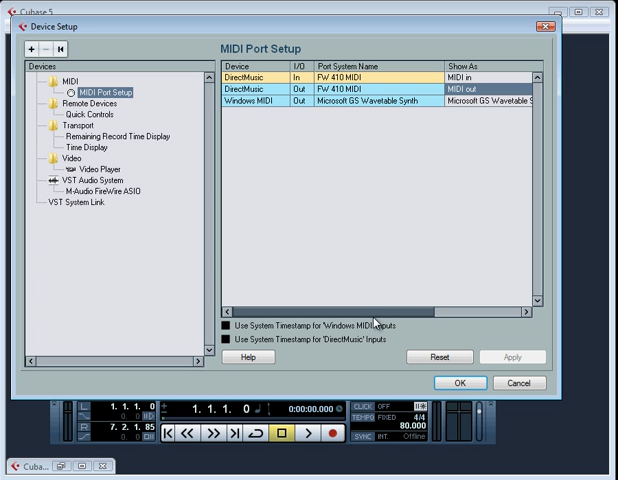 Cubase 5
Device Setup
MIDI Port Setup
Devices
MIDI
MIDI Port Setup
Remote Devices
Quick Controls
Transport
Remaining Record Time Display
Time Display
Video
Video Player
VST Audio System
M-Audio FireWire ASIO
VST System Link
Device I/O Port System Name Show As
DirectMusic In FW 410 MIDI MIDI in
DirectMusic Out FW 410 MIDI MIDI out
Windows MIDI Out Microsoft GS Wavetable Synth Microsoft GS Wavetable S
Use System Timestamp for 'Windows MIDI' Inputs
Use System Timestamp for 'DirectMusic' Inputs
Help Reset Apply
OK Cancel
L 1. 1. 1. 0
0. 0
R 7. 2. 1. 85
0. 0
1. 1. 1. 0 0:00:00.000
CLICK OFF
TEMPO FIXED 4/4
80.000
SYNC INT. Offline
Cuba...